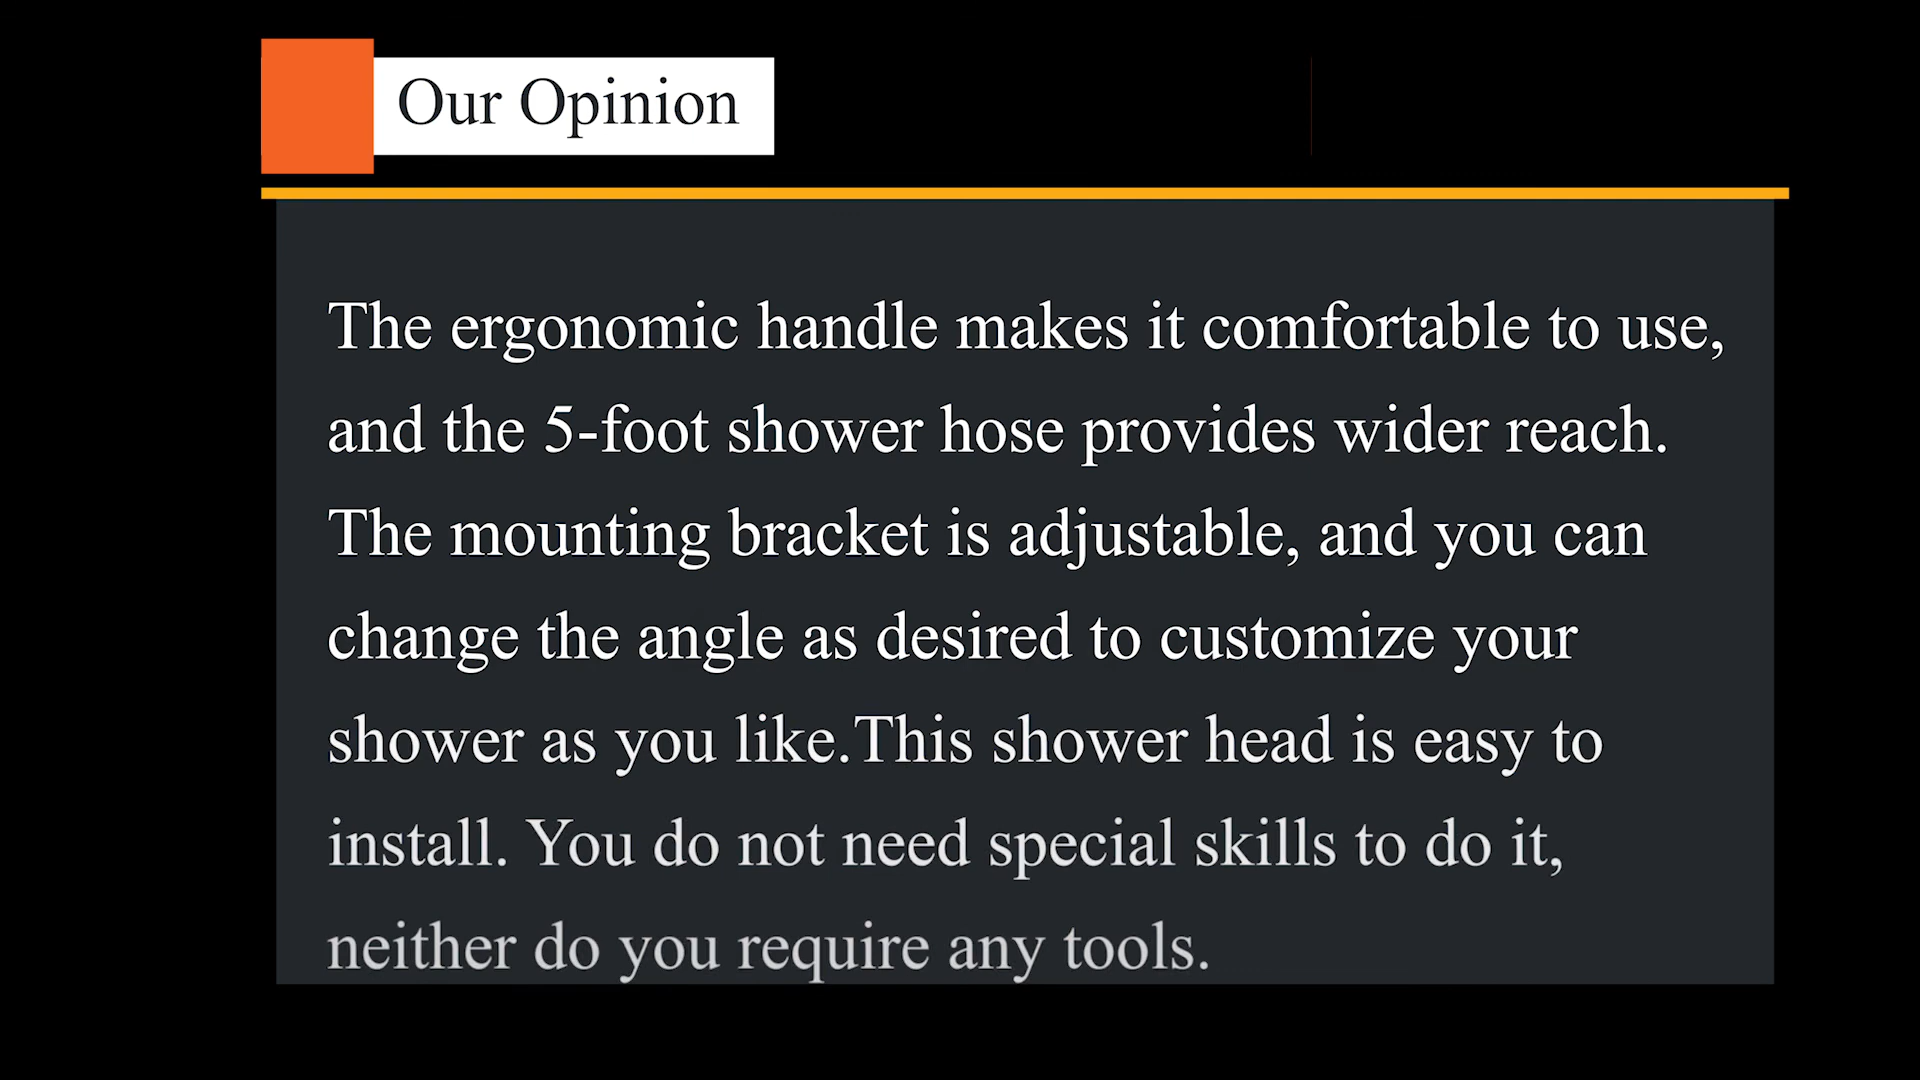 Our Opinion
The ergonomic handle makes it comfortable to use,
and the 5-foot shower hose provides wider reach.
The mounting bracket is adjustable, and you can
change the angle as desired to customize your
shower as you like.This shower head is easy to
install. You do not need special skills to do it,
neither do you require any tools.